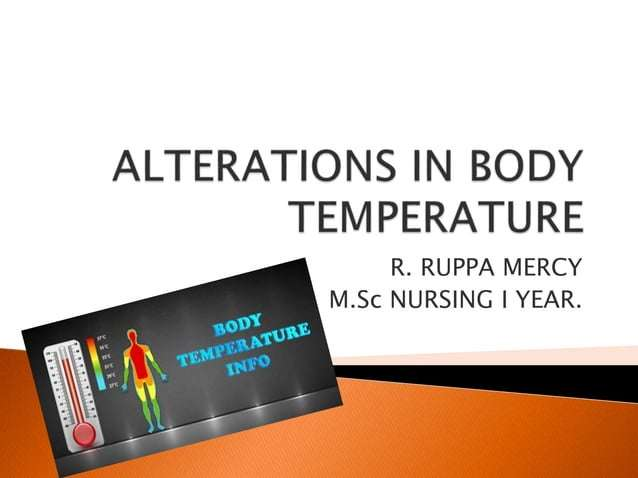 ALTERATIONS IN BODY
TEMPERATURE
R. RUPPA MERCY
M.Sc NURSING I YEAR.
BODY
TEMPERATURE
INFO